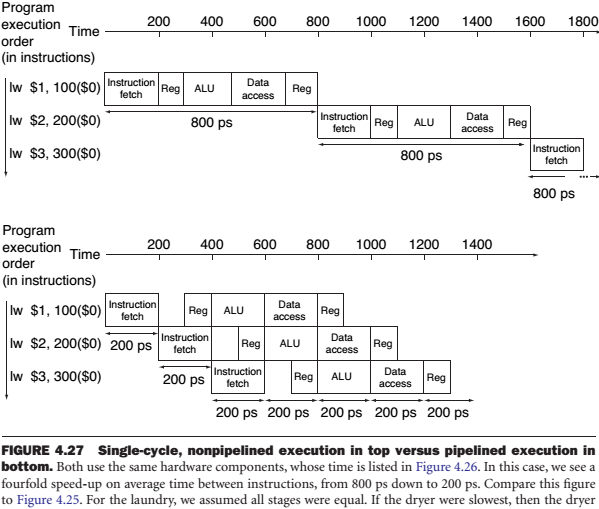 Program
execution
order
(in instructions)
Time
200 400 600 800 1000 1200 1400 1600 1800
lw $1, 100($0)
Instruction
fetch
Reg
ALU
Data
access
Reg
800 ps
lw $2, 200($0)
Instruction
fetch
Reg
ALU
Data
access
Reg
800 ps
lw $3, 300($0)
Instruction
fetch
...
800 ps
Program
execution
order
(in instructions)
Time
200 400 600 800 1000 1200 1400
lw $1, 100($0)
Instruction
fetch
Reg
ALU
Data
access
Reg
200 ps
lw $2, 200($0)
Instruction
fetch
Reg
ALU
Data
access
Reg
200 ps
lw $3, 300($0)
Instruction
fetch
Reg
ALU
Data
access
Reg
200 ps 200 ps 200 ps 200 ps 200 ps
FIGURE 4.27 Single-cycle, nonpipelined execution in top versus pipelined execution in
bottom. Both use the same hardware components, whose time is listed in Figure 4.26. In this case, we see a
fourfold speed-up on average time between instructions, from 800 ps down to 200 ps. Compare this figure
to Figure 4.25. For the laundry, we assumed all stages were equal. If the dryer were slowest, then the dryer